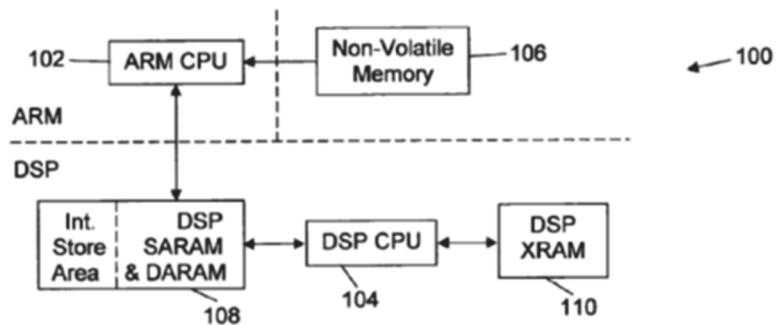 102
ARM CPU
Non-Volatile
Memory
106
100
ARM
DSP
Int.
Store
Area
DSP
SARAM
& DARAM
108
DSP CPU
104
DSP
XRAM
110